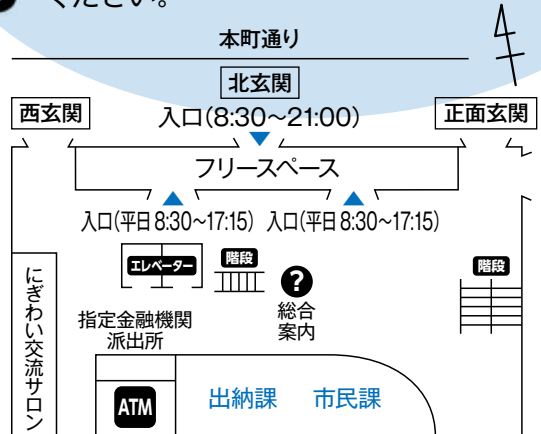 ください。
本町通り
北玄関
西玄関
入口(8:30~21:00)
正面玄関
フリースペース
入口(平日8:30~17:15)
入口(平日8:30~17:15)
エレベーター
階段
階段
?
総合
案内
にぎわい交流サロン
指定金融機関
派出所
ATM
出納課
市民課